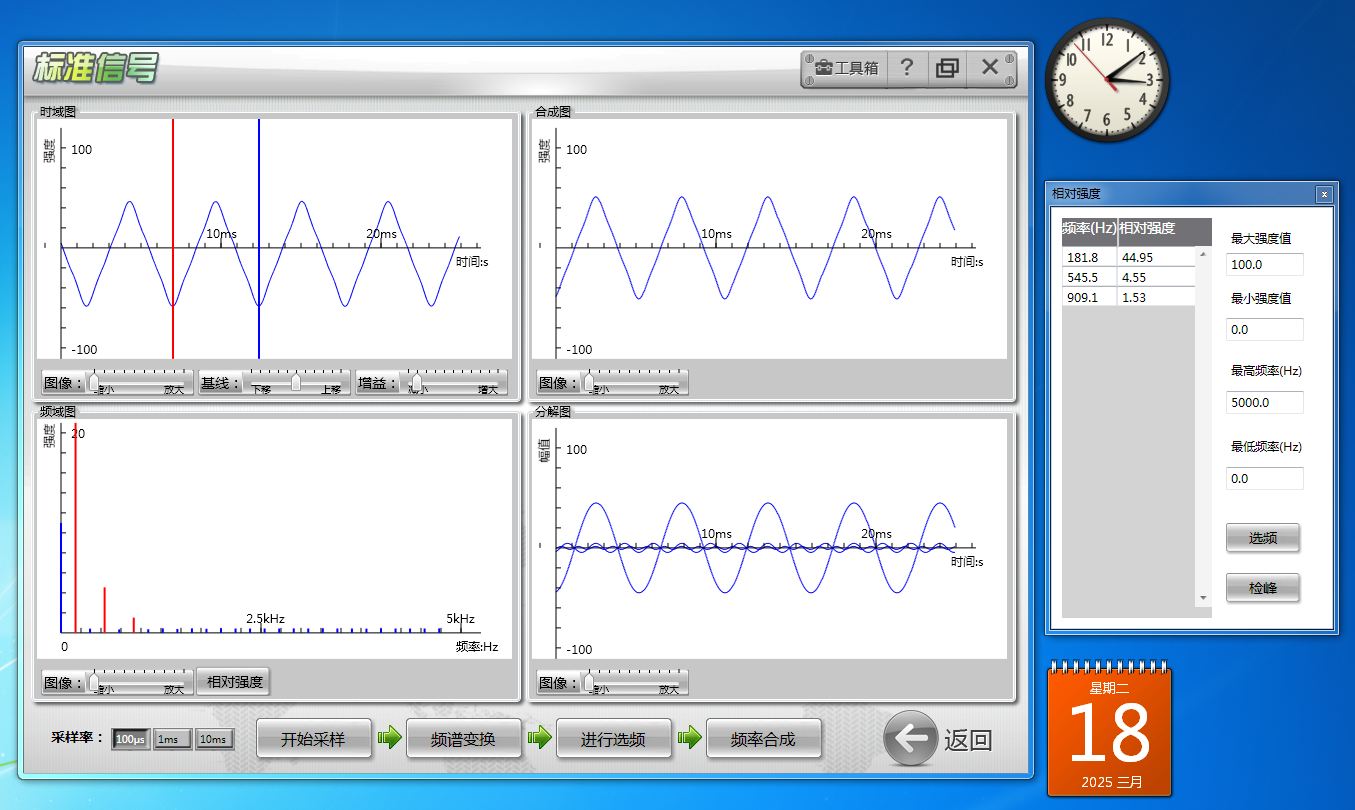 标准信号
工具箱 ?
时域图
强度
100
10ms
20ms
时间:s
-100
图像： 缩小 放大
基线： 下移 上移
增益： 减小 增大
合成图
强度
100
10ms
20ms
时间:s
-100
图像： 缩小 放大
频域图
强度
20
2.5kHz
5kHz
0
频率:Hz
图像： 缩小 放大
相对强度
分解图
幅值
100
10ms
20ms
时间:s
-100
图像： 缩小 放大
采样率： 100μs 1ms 10ms
开始采样
频谱变换
进行选频
频率合成
返回
12
1
2
3
4
5
6
7
8
9
10
11
相对强度
频率(Hz) 相对强度
181.8 44.95
545.5 4.55
909.1 1.53
最大强度值
100.0
最小强度值
0.0
最高频率(Hz)
5000.0
最低频率(Hz)
0.0
选频
检峰
星期二
18
2025 三月